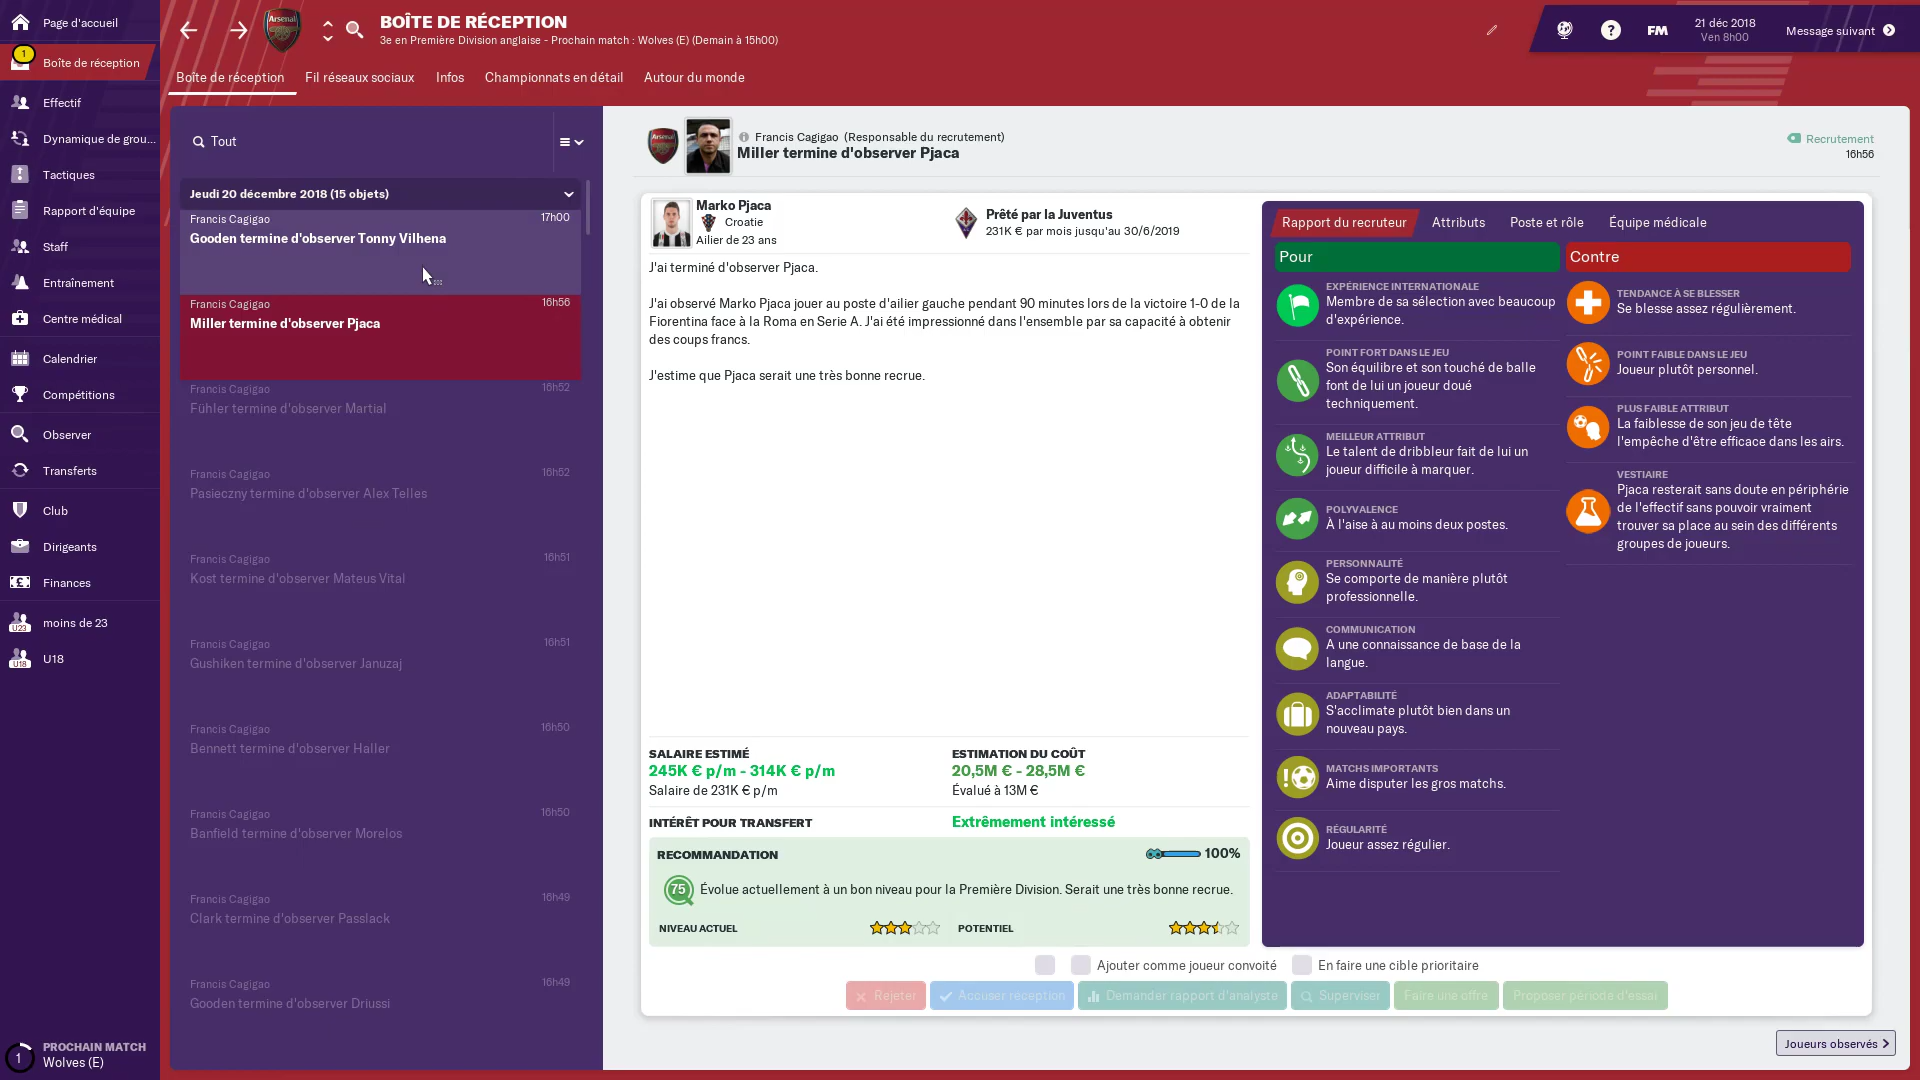 Page d'accueil
1
Boîte de réception
Effectif
Dynamique de grou...
Tactiques
Rapport d'équipe
Staff
Entraînement
Centre médical
Calendrier
Compétitions
Observer
Transferts
Club
Dirigeants
Finances
U23
moins de 23
U18
U18
1
PROCHAIN MATCH
Wolves (E)
Arsenal
BOÎTE DE RÉCEPTION
3e en Première Division anglaise - Prochain match : Wolves (E) (Demain à 15h00)
?
FM
21 déc 2018
Ven 8h00
Message suivant
Boîte de réception
Fil réseaux sociaux
Infos
Championnats en détail
Autour du monde
Tout
Jeudi 20 décembre 2018 (15 objets)
Francis Cagigao
17h00
Gooden termine d'observer Tonny Vilhena
Francis Cagigao
16h56
Miller termine d'observer Pjaca
Francis Cagigao
16h52
Fühler termine d'observer Martial
Francis Cagigao
16h52
Pasieczny termine d'observer Alex Telles
Francis Cagigao
16h51
Kost termine d'observer Mateus Vital
Francis Cagigao
16h51
Gushiken termine d'observer Januzaj
Francis Cagigao
16h50
Bennett termine d'observer Haller
Francis Cagigao
16h50
Banfield termine d'observer Morelos
Francis Cagigao
16h49
Clark termine d'observer Passlack
Francis Cagigao
16h49
Gooden termine d'observer Driussi
Arsenal
Francis Cagigao (Responsable du recrutement)
Miller termine d'observer Pjaca
Recrutement
16h56
Marko Pjaca
Croatie
Ailier de 23 ans
Prêté par la Juventus
231K € par mois jusqu'au 30/6/2019
J'ai terminé d'observer Pjaca.
J'ai observé Marko Pjaca jouer au poste d'ailier gauche pendant 90 minutes lors de la victoire 1-0 de la
Fiorentina face à la Roma en Serie A. J'ai été impressionné dans l'ensemble par sa capacité à obtenir
des coups francs.
J'estime que Pjaca serait une très bonne recrue.
SALAIRE ESTIMÉ
245K € p/m - 314K € p/m
Salaire de 231K € p/m
ESTIMATION DU COÛT
20,5M € - 28,5M €
Évalué à 13M €
INTÉRÊT POUR TRANSFERT
Extrêmement intéressé
RECOMMANDATION
100%
75
Évolue actuellement à un bon niveau pour la Première Division. Serait une très bonne recrue.
NIVEAU ACTUEL
POTENTIEL
Rapport du recruteur
Attributs
Poste et rôle
Équipe médicale
Pour
EXPÉRIENCE INTERNATIONALE
Membre de sa sélection avec beaucoup
d'expérience.
POINT FORT DANS LE JEU
Son équilibre et son touché de balle
font de lui un joueur doué
techniquement.
MEILLEUR ATTRIBUT
Le talent de dribbleur fait de lui un
joueur difficile à marquer.
POLYVALENCE
À l'aise à au moins deux postes.
PERSONNALITÉ
Se comporte de manière plutôt
professionnelle.
COMMUNICATION
A une connaissance de base de la
langue.
ADAPTABILITÉ
S'acclimate plutôt bien dans un
nouveau pays.
MATCHS IMPORTANTS
Aime disputer les gros matchs.
RÉGULARITÉ
Joueur assez régulier.
Contre
TENDANCE À SE BLESSER
Se blesse assez régulièrement.
POINT FAIBLE DANS LE JEU
Joueur plutôt personnel.
PLUS FAIBLE ATTRIBUT
La faiblesse de son jeu de tête
l'empêche d'être efficace dans les airs.
VESTIAIRE
Pjaca resterait sans doute en périphérie
de l'effectif sans pouvoir vraiment
trouver sa place au sein des différents
groupes de joueurs.
Ajouter comme joueur convoité
En faire une cible prioritaire
Rejeter
Accuser réception
Demander rapport d'analyste
Superviser
Faire une offre
Proposer période d'essai
Joueurs observés